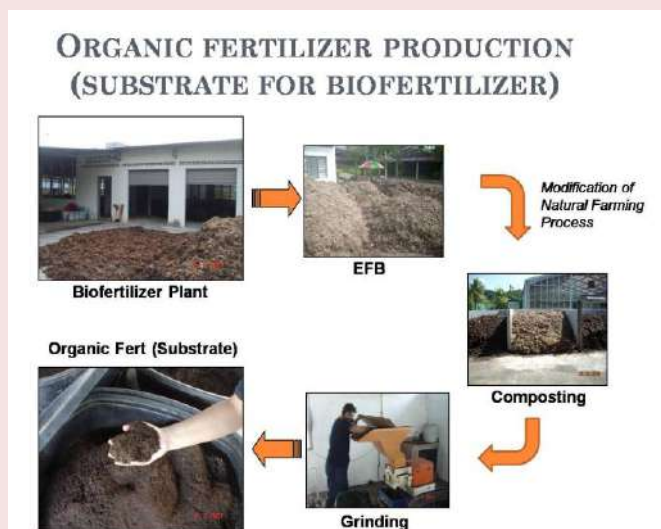 ORGANIC FERTILIZER PRODUCTION
(SUBSTRATE FOR BIOFERTILIZER)
Biofertilizer Plant
EFB
Modification of
Natural Farming
Process
Composting
Grinding
Organic Fert (Substrate)